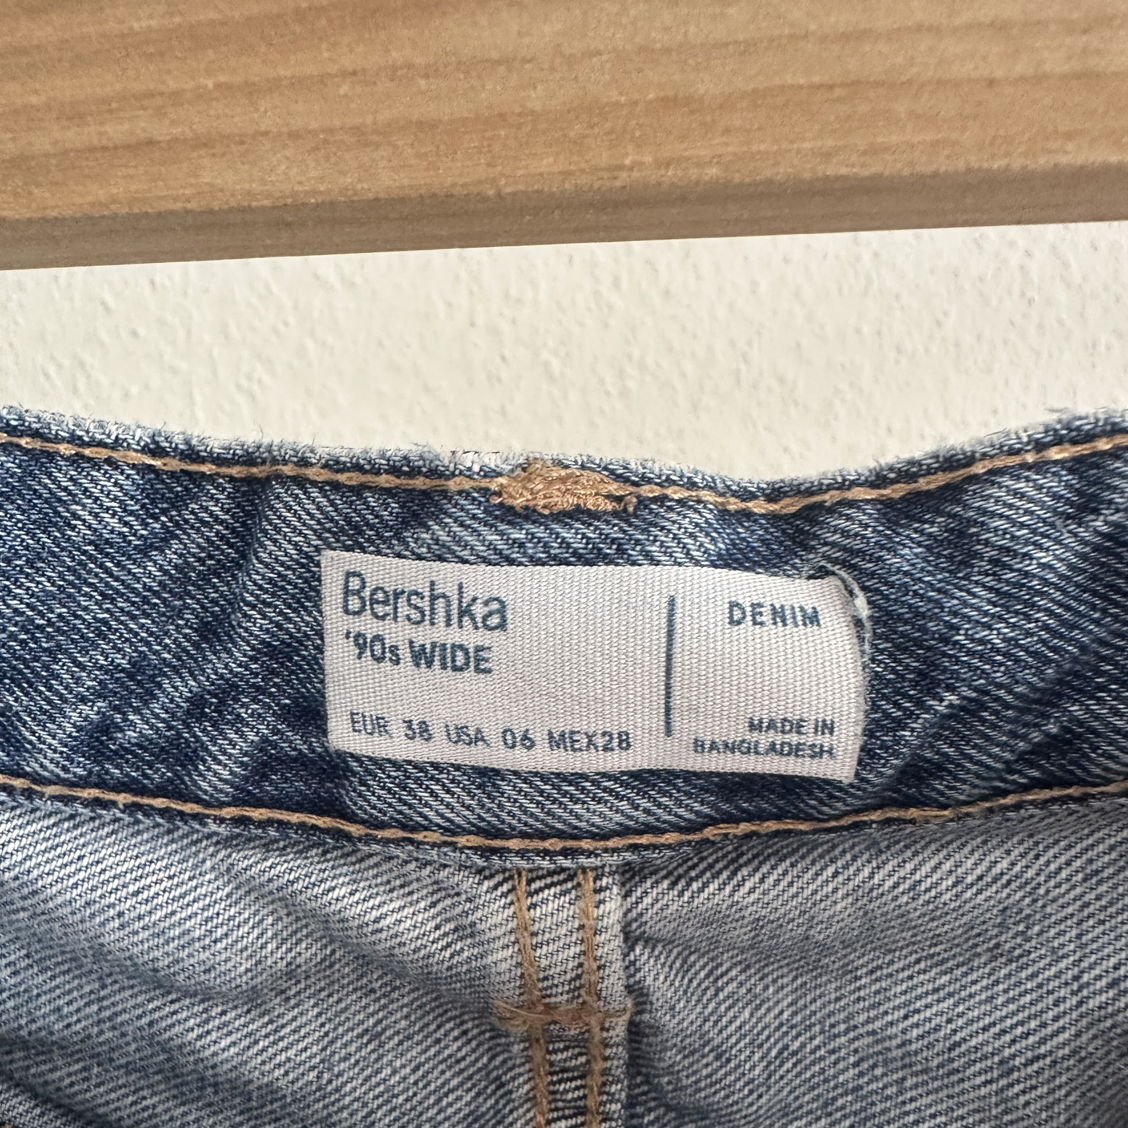 Bershka
'90s WIDE
EUR 38 USA 06 MEX28
DENIM
MADE IN
BANGLADESH